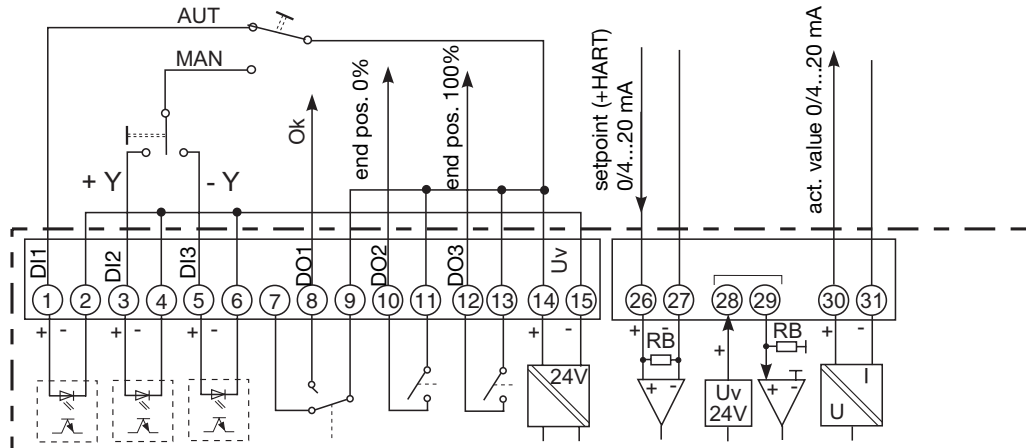 AUT
MAN
Ok
end pos. 0%
end pos. 100%
setpoint (+HART)
0/4...20 mA
act. value 0/4...20 mA
+ Y
- Y
DI1
DI2
DI3
DO1
DO2
DO3
Uv
1 2 3 4 5 6 7 8 9 10 11 12 13 14 15 26 27 28 29 30 31
+ - + - + - + - + - + -
RB
RB
+
24V
+ -
Uv
24V
+ -
I
U